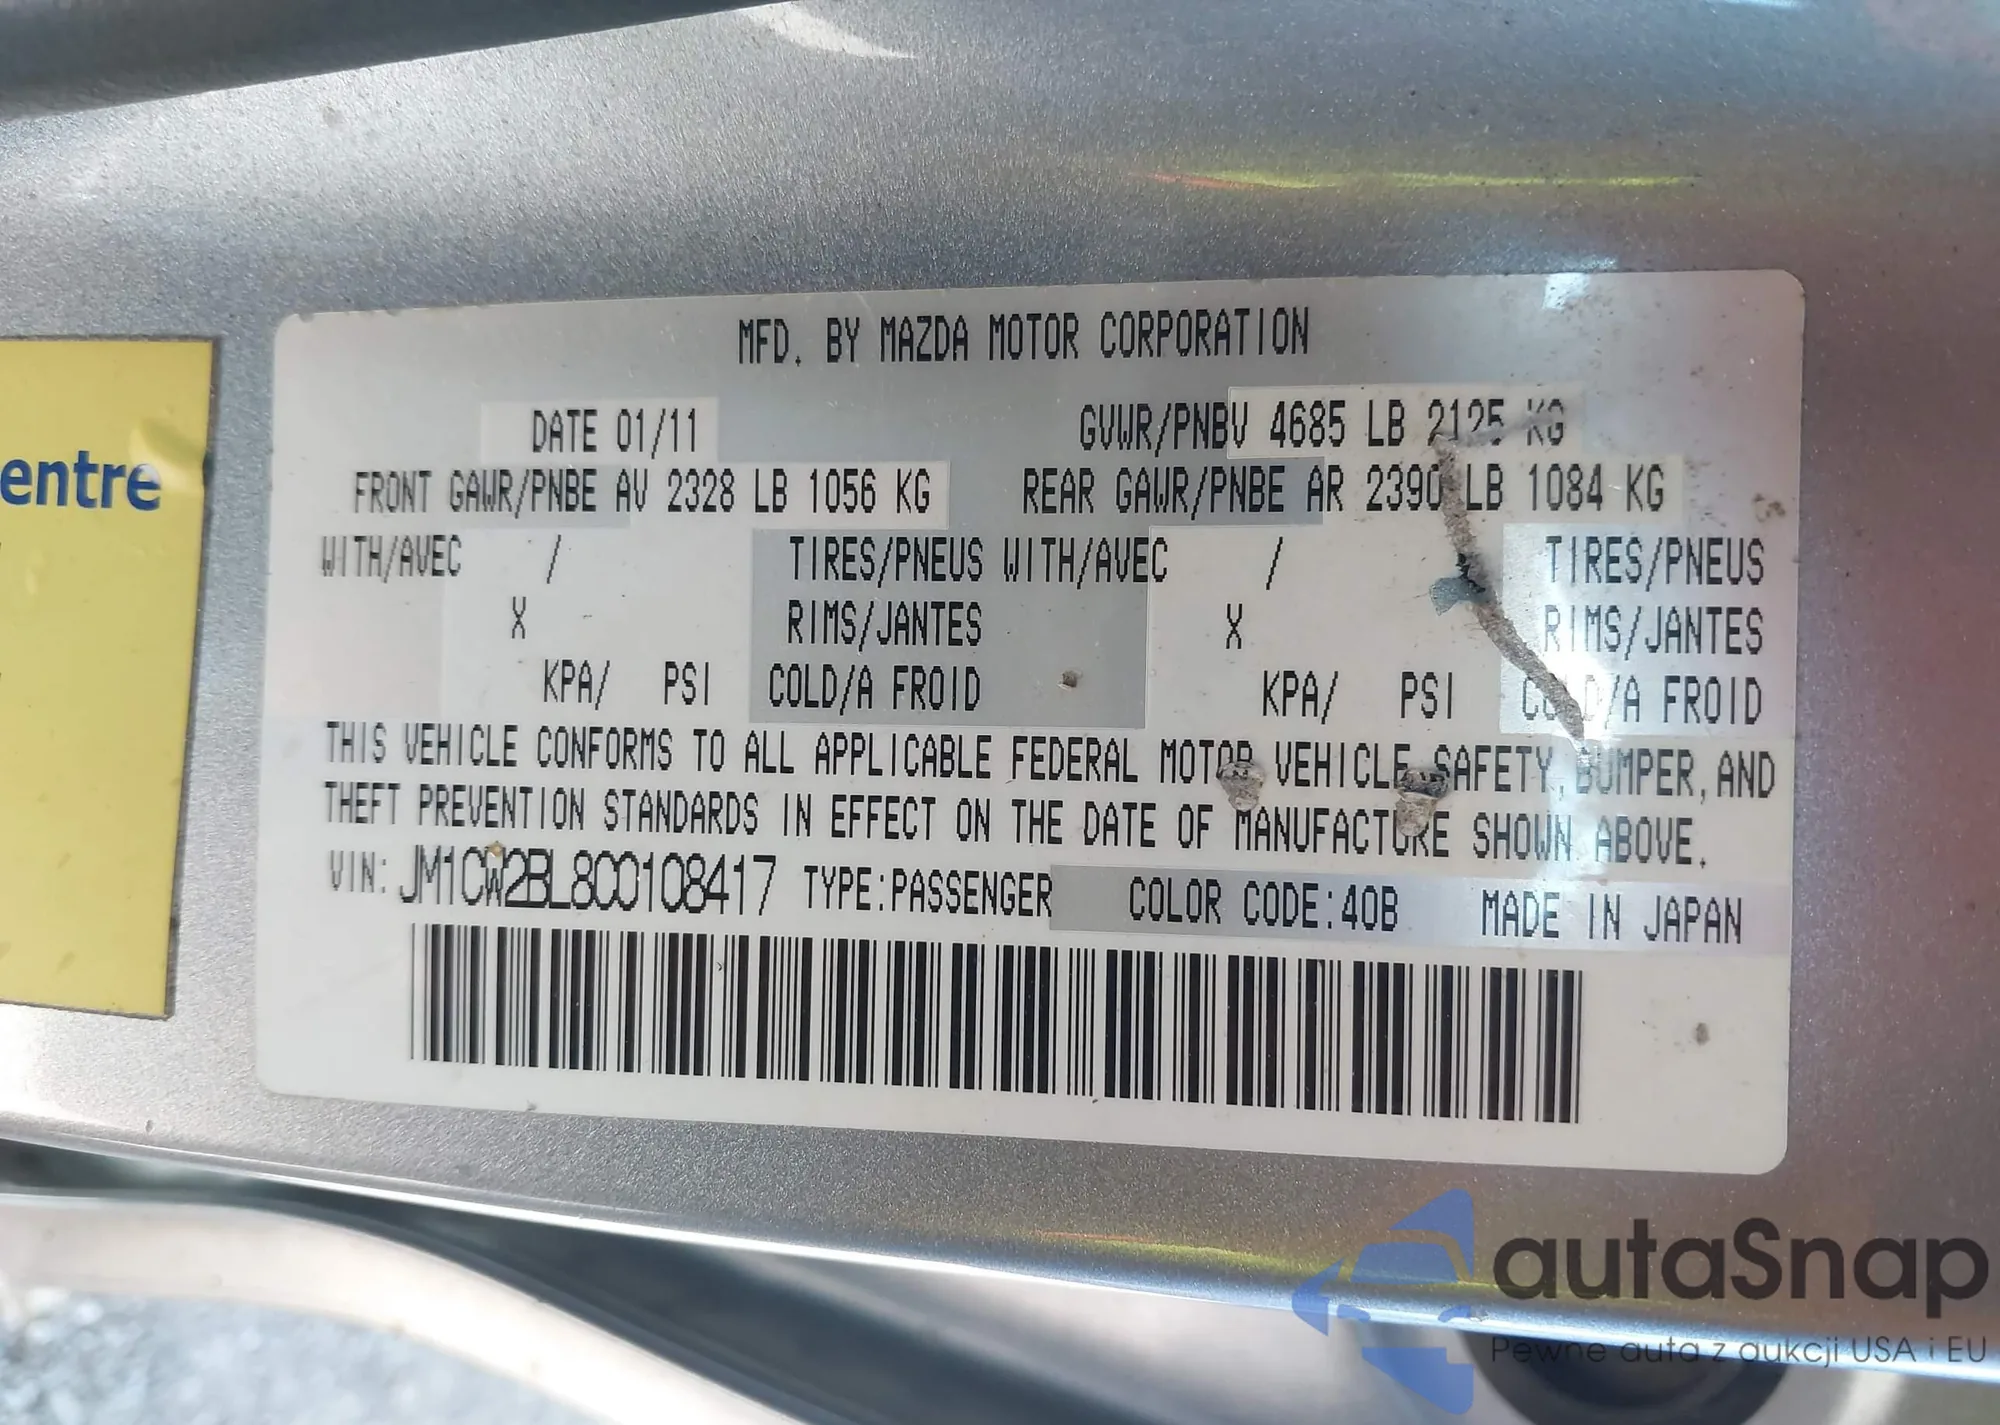 entre
MFD. BY MAZDA MOTOR CORPORATION
DATE 01/11 GVWR/PNBV 4685 LB 2125 KG
FRONT GAWR/PNBE AV 2328 LB 1056 KG REAR GAWR/PNBE AR 2390 LB 1084 KG
WITH/AVEC / TIRES/PNEUS WITH/AVEC / TIRES/PNEUS
X RIMS/JANTES X RIMS/JANTES
KPA/ PSI COLD/A FROID KPA/ PSI COLD/A FROID
THIS VEHICLE CONFORMS TO ALL APPLICABLE FEDERAL MOTOR VEHICLE SAFETY, BUMPER, AND
THEFT PREVENTION STANDARDS IN EFFECT ON THE DATE OF MANUFACTURE SHOWN ABOVE.
VIN: JM1CW2BL8C0108417 TYPE:PASSENGER COLOR CODE:40B MADE IN JAPAN
autaSnap
Pewne auta z aukcji USA i EU